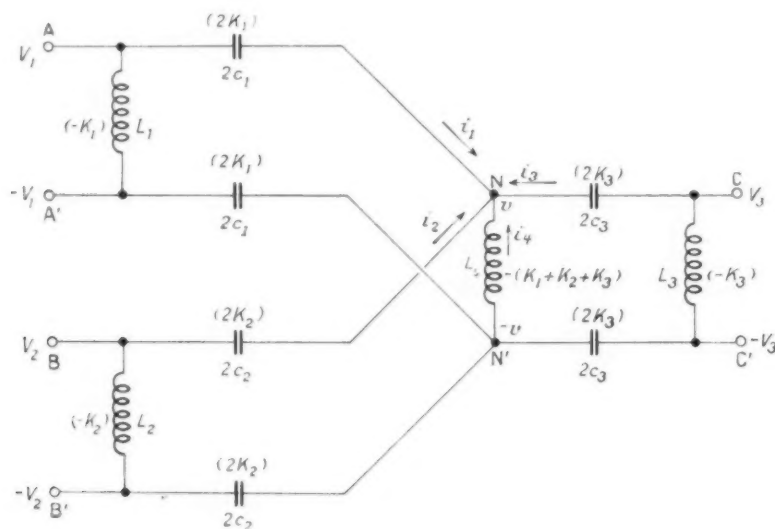 A
V₁
(2K₁)
2c₁
(-K₁)
L₁
(2K₁)
2c₁
-V₁
A'
i₁
N
v
i₃
(2K₃)
2c₃
C
V₃
i₂
i₄
-(K₁+K₂+K₃)
L₃
(-K₃)
V₂
B
(2K₂)
2c₂
-v
N'
(2K₃)
2c₃
-V₃
C'
(-K₂)
L₂
(2K₂)
2c₂
-V₂
B'